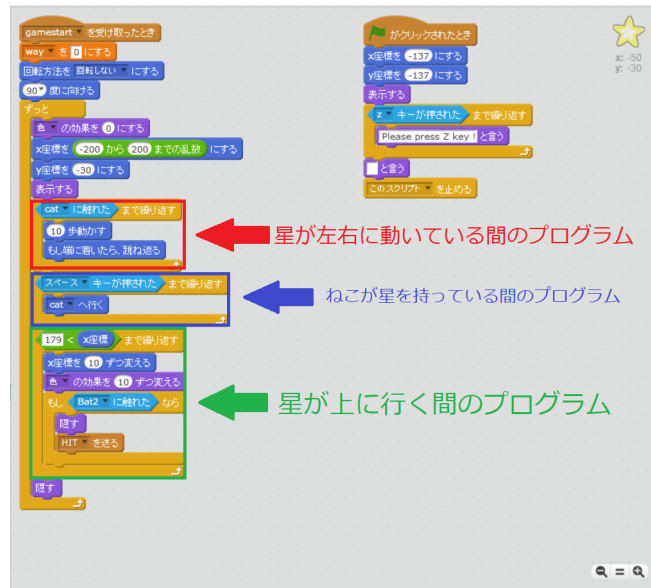 gamestart を受け取ったとき
way を 0 にする
回転方法を 回転しない にする
90 度に向ける
ずっと
色 の効果を 0 にする
x座標を -200 から 200 までの乱数 にする
y座標を -30 にする
表示する
cat に触れた まで繰り返す
10 歩動かす
もし端に着いたら、跳ね返る
スペース キーが押された まで繰り返す
cat へ行く
179 < x座標 まで繰り返す
x座標を 10 ずつ変える
色 の効果を 10 ずつ変える
もし Bat2 に触れた なら
隠す
HIT を送る
隠す
がクリックされたとき
x座標を -137 にする
y座標を -137 にする
表示する
z キーが押された まで繰り返す
Please press Z key ! と言う
と言う
このスクリプト を止める
x: -50
y: -30
星が左右に動いている間のプログラム
ねこが星を持っている間のプログラム
星が上に行く間のプログラム